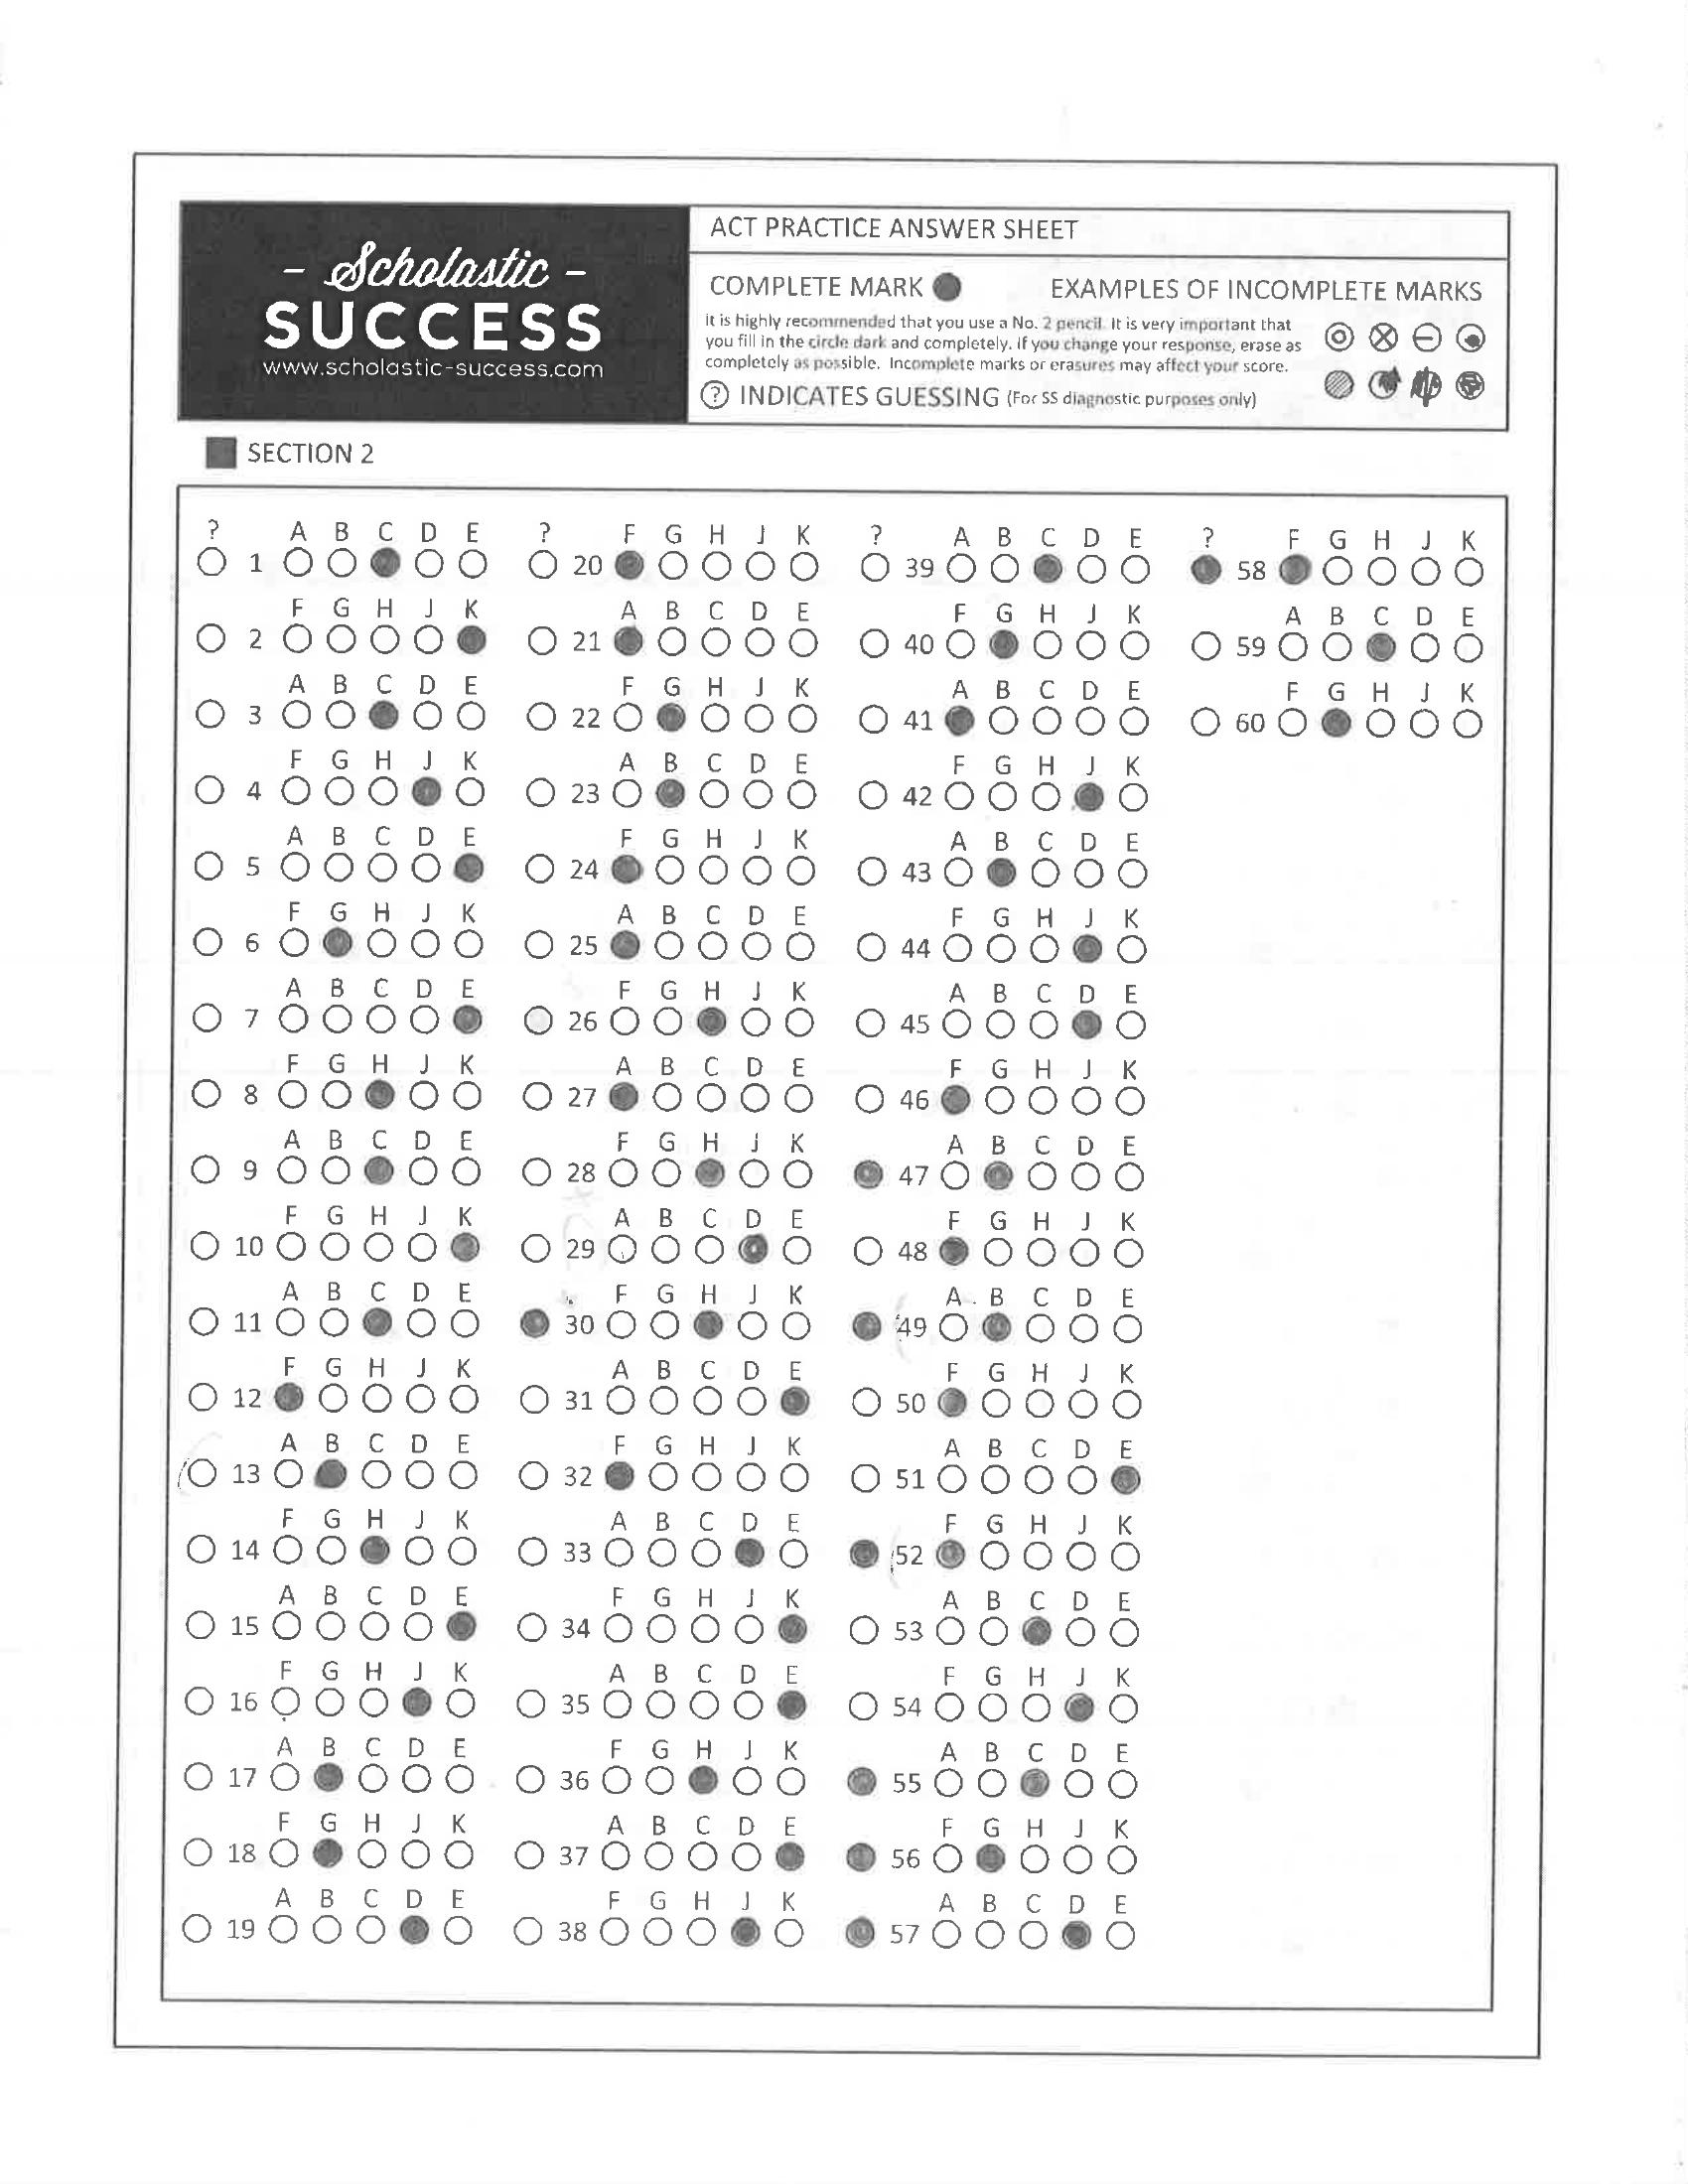 - Scholastic -
SUCCESS
www.scholastic-success.com
ACT PRACTICE ANSWER SHEET
COMPLETE MARK EXAMPLES OF INCOMPLETE MARKS
It is highly recommended that you use a No. 2 pencil. It is very important that
you fill in the circle dark and completely. If you change your response, erase as
completely as possible. Incomplete marks or erasures may affect your score.
? INDICATES GUESSING (For SS diagnostic purposes only)
SECTION 2
? A B C D E ? F G H J K ? A B C D E ? F G H J K
1 20 39 58
F G H J K A B C D E F G H J K A B C D E
2 21 40 59
A B C D E F G H J K A B C D E F G H J K
3 22 41 60
F G H J K A B C D E F G H J K
4 23 42
A B C D E F G H J K A B C D E
5 24 43
F G H J K A B C D E F G H J K
6 25 44
A B C D E F G H J K A B C D E
7 26 45
F G H J K A B C D E F G H J K
8 27 46
A B C D E F G H J K A B C D E
9 28 47
F G H J K A B C D E F G H J K
10 29 48
A B C D E F G H J K A B C D E
11 30 49
F G H J K A B C D E F G H J K
12 31 50
A B C D E F G H J K A B C D E
13 32 51
F G H J K A B C D E F G H J K
14 33 52
A B C D E F G H J K A B C D E
15 34 53
F G H J K A B C D E F G H J K
16 35 54
A B C D E F G H J K A B C D E
17 36 55
F G H J K A B C D E F G H J K
18 37 56
A B C D E F G H J K A B C D E
19 38 57